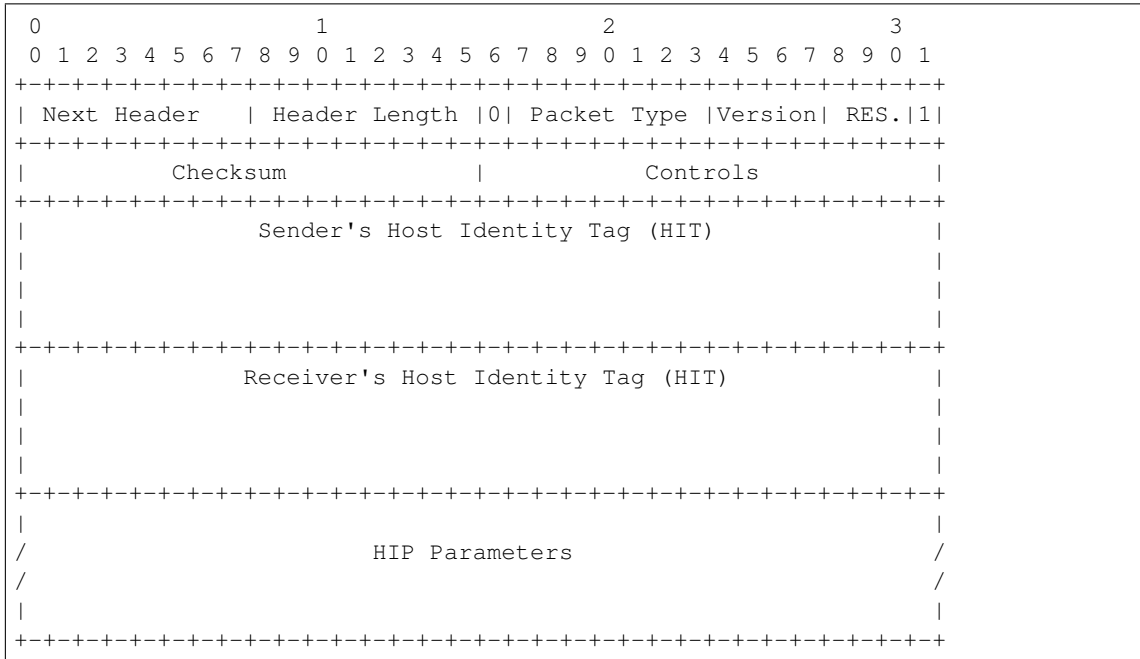 0                   1                   2                   3
 0 1 2 3 4 5 6 7 8 9 0 1 2 3 4 5 6 7 8 9 0 1 2 3 4 5 6 7 8 9 0 1
+-+-+-+-+-+-+-+-+-+-+-+-+-+-+-+-+-+-+-+-+-+-+-+-+-+-+-+-+-+-+-+-+
| Next Header   | Header Length |0| Packet Type |Version| RES.|1|
+-+-+-+-+-+-+-+-+-+-+-+-+-+-+-+-+-+-+-+-+-+-+-+-+-+-+-+-+-+-+-+-+
|          Checksum             |           Controls            |
+-+-+-+-+-+-+-+-+-+-+-+-+-+-+-+-+-+-+-+-+-+-+-+-+-+-+-+-+-+-+-+-+
|                Sender's Host Identity Tag (HIT)               |
|                                                               |
|                                                               |
|                                                               |
+-+-+-+-+-+-+-+-+-+-+-+-+-+-+-+-+-+-+-+-+-+-+-+-+-+-+-+-+-+-+-+-+
|               Receiver's Host Identity Tag (HIT)              |
|                                                               |
|                                                               |
|                                                               |
+-+-+-+-+-+-+-+-+-+-+-+-+-+-+-+-+-+-+-+-+-+-+-+-+-+-+-+-+-+-+-+-+
|                                                               |
/                        HIP Parameters                         /
/                                                               /
|                                                               |
+-+-+-+-+-+-+-+-+-+-+-+-+-+-+-+-+-+-+-+-+-+-+-+-+-+-+-+-+-+-+-+-+